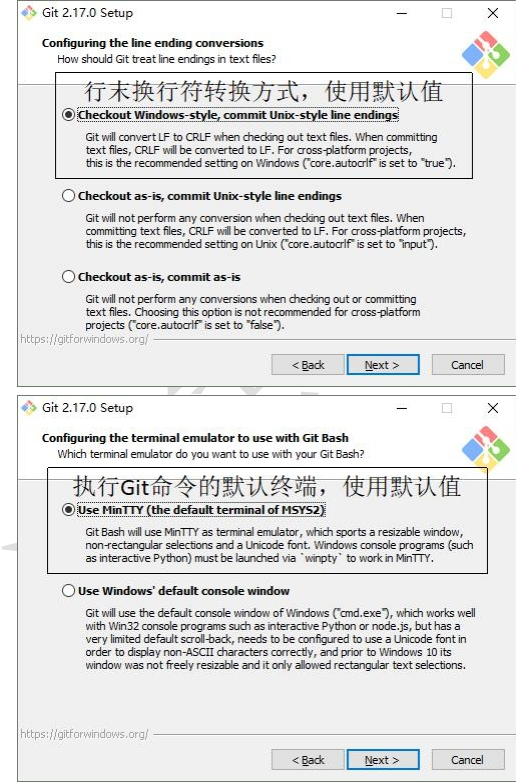 Git 2.17.0 Setup
Configuring the line ending conversions
How should Git treat line endings in text files?
行末换行符转换方式，使用默认值
Checkout Windows-style, commit Unix-style line endings
Git will convert LF to CRLF when checking out text files. When committing
text files, CRLF will be converted to LF. For cross-platform projects,
this is the recommended setting on Windows ("core.autocrlf" is set to "true").
Checkout as-is, commit Unix-style line endings
Git will not perform any conversion when checking out text files. When
committing text files, CRLF will be converted to LF. For cross-platform projects,
this is the recommended setting on Unix ("core.autocrlf" is set to "input").
Checkout as-is, commit as-is
Git will not perform any conversions when checking out or committing
text files. Choosing this option is not recommended for cross-platform
projects ("core.autocrlf" is set to "false").
https://gitforwindows.org/
< Back Next > Cancel
Git 2.17.0 Setup
Configuring the terminal emulator to use with Git Bash
Which terminal emulator do you want to use with your Git Bash?
执行Git命令的默认终端，使用默认值
Use MinTTY (the default terminal of MSYS2)
Git Bash will use MinTTY as terminal emulator, which sports a resizable window,
non-rectangular selections and a Unicode font. Windows console programs (such
as interactive Python) must be launched via `winpty` to work in MinTTY.
Use Windows' default console window
Git will use the default console window of Windows ("cmd.exe"), which works well
with Win32 console programs such as interactive Python or node.js, but has a
very limited default scroll-back, needs to be configured to use a Unicode font in
order to display non-ASCII characters correctly, and prior to Windows 10 its
window was not freely resizable and it only allowed rectangular text selections.
https://gitforwindows.org/
< Back Next > Cancel